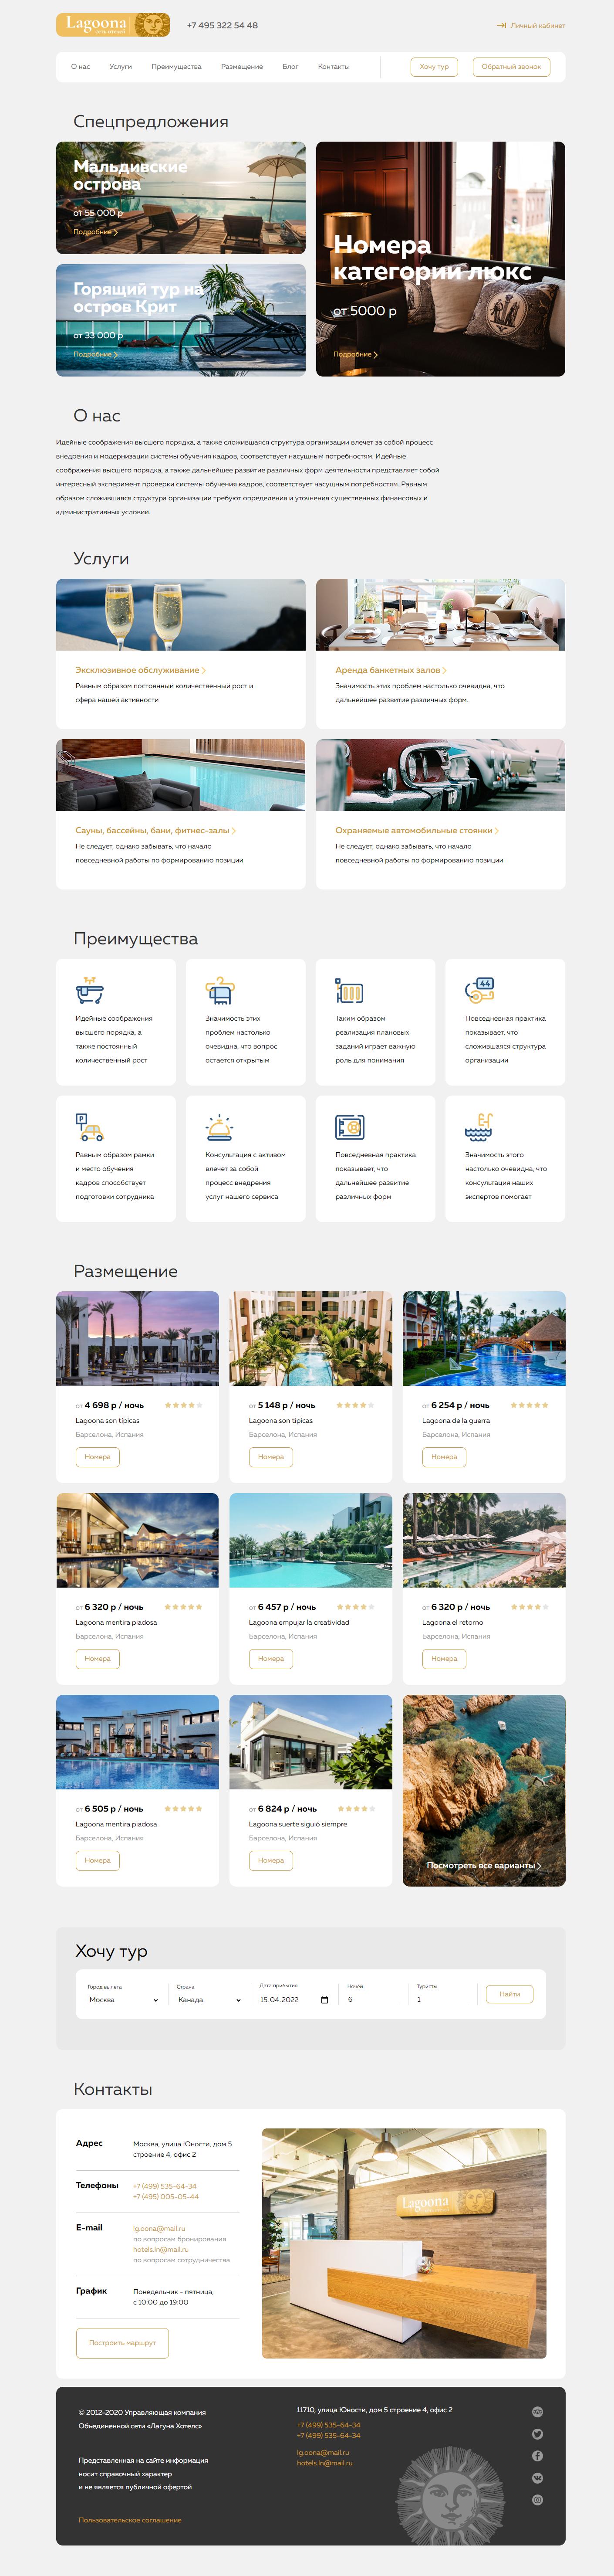 Lagoona
сеть отелей
+7 495 322 54 48
Личный кабинет
О нас
Услуги
Преимущества
Размещение
Блог
Контакты
Хочу тур
Обратный звонок
Спецпредложения
Мальдивские
острова
от 55 000 р
Подробние
Горящий тур на
остров Крит
от 33 000 р
Подробние
Номера
категории люкс
от 5000 р
Подробние
О нас
Идейные соображения высшего порядка, а также сложившаяся структура организации влечет за собой процесс
внедрения и модернизации системы обучения кадров, соответствует насущным потребностям. Идейные
соображения высшего порядка, а также дальнейшее развитие различных форм деятельности представляет собой
интересный эксперимент проверки системы обучения кадров, соответствует насущным потребностям. Равным
образом сложившаяся структура организации требуют определения и уточнения существенных финансовых и
административных условий.
Услуги
Эксклюзивное обслуживание
Равным образом постоянный количественный рост и
сфера нашей активности
Аренда банкетных залов
Значимость этих проблем настолько очевидна, что
дальнейшее развитие различных форм.
Сауны, бассейны, бани, фитнес-залы
Не следует, однако забывать, что начало
повседневной работы по формированию позиции
Охраняемые автомобильные стоянки
Не следует, однако забывать, что начало
повседневной работы по формированию позиции
Преимущества
Идейные соображения
высшего порядка, а
также постоянный
количественный рост
Значимость этих
проблем настолько
очевидна, что вопрос
остается открытым
Таким образом
реализация плановых
заданий играет важную
роль для понимания
44
Повседневная практика
показывает, что
сложившаяся структура
организации
P
Равным образом рамки
и место обучения
кадров способствует
подготовки сотрудника
Консультация с активом
влечет за собой
процесс внедрения
услуг нашего сервиса
Повседневная практика
показывает, что
дальнейшее развитие
различных форм
Значимость этого
настолько очевидна, что
консультация наших
экспертов помогает
Размещение
от 4 698 р / ночь
Lagoona son típicas
Барселона, Испания
Номера
от 5 148 р / ночь
Lagoona son típicas
Барселона, Испания
Номера
от 6 254 р / ночь
Lagoona de la guerra
Барселона, Испания
Номера
от 6 320 р / ночь
Lagoona mentira piadosa
Барселона, Испания
Номера
от 6 457 р / ночь
Lagoona empujar la creatividad
Барселона, Испания
Номера
от 6 320 р / ночь
Lagoona el retorno
Барселона, Испания
Номера
от 6 505 р / ночь
Lagoona mentira piadosa
Барселона, Испания
Номера
от 6 824 р / ночь
Lagoona suerte siguió siempre
Барселона, Испания
Номера
Посмотреть все варианты
Хочу тур
Город вылета
Москва
Страна
Канада
Дата прибытия
15.04.2022
Ночей
6
Туристы
1
Найти
Контакты
Адрес
Москва, улица Юности, дом 5
строение 4, офис 2
Телефоны
+7 (499) 535-64-34
+7 (495) 005-05-44
E-mail
lg.oona@mail.ru
по вопросам бронирования
hotels.ln@mail.ru
по вопросам сотрудничества
График
Понедельник - пятница,
с 10:00 до 19:00
Построить маршрут
Lagoona
© 2012-2020 Управляющая компания
Объединенной сети «Лагуна Хотелс»
Представленная на сайте информация
носит справочный характер
и не является публичной офертой
Пользовательское соглашение
11710, улица Юности, дом 5 строение 4, офис 2
+7 (499) 535-64-34
+7 (499) 535-64-34
lg.oona@mail.ru
hotels.ln@mail.ru